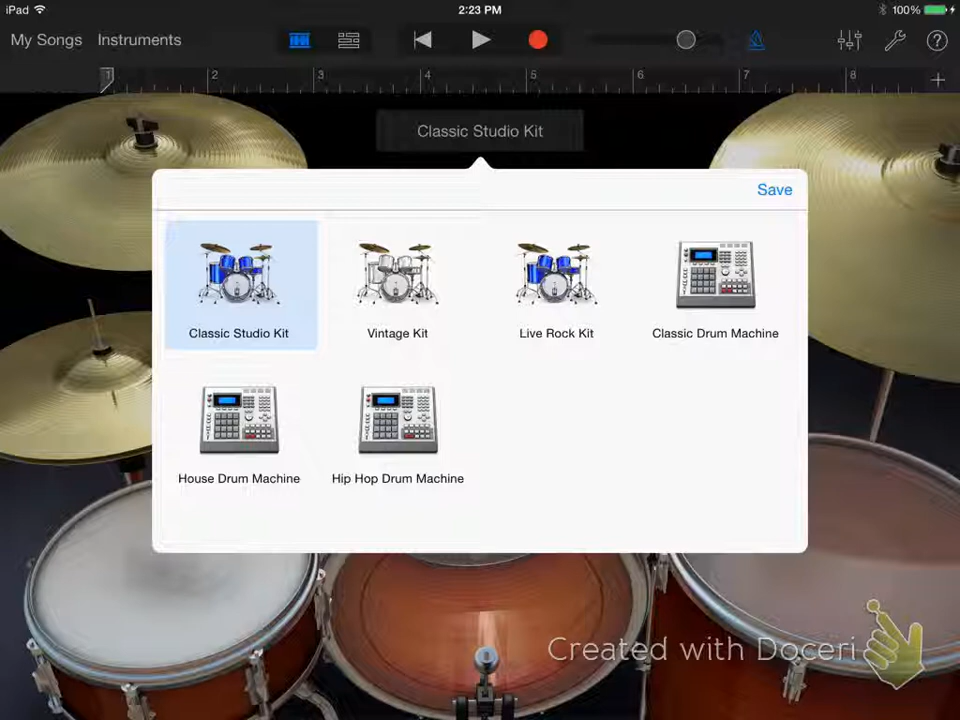 iPad 2:23 PM 100%
My Songs Instruments
1 2 3 4 5 6 7 8 +
Classic Studio Kit
Save
Classic Studio Kit Vintage Kit Live Rock Kit Classic Drum Machine
House Drum Machine Hip Hop Drum Machine
Created with Doceri